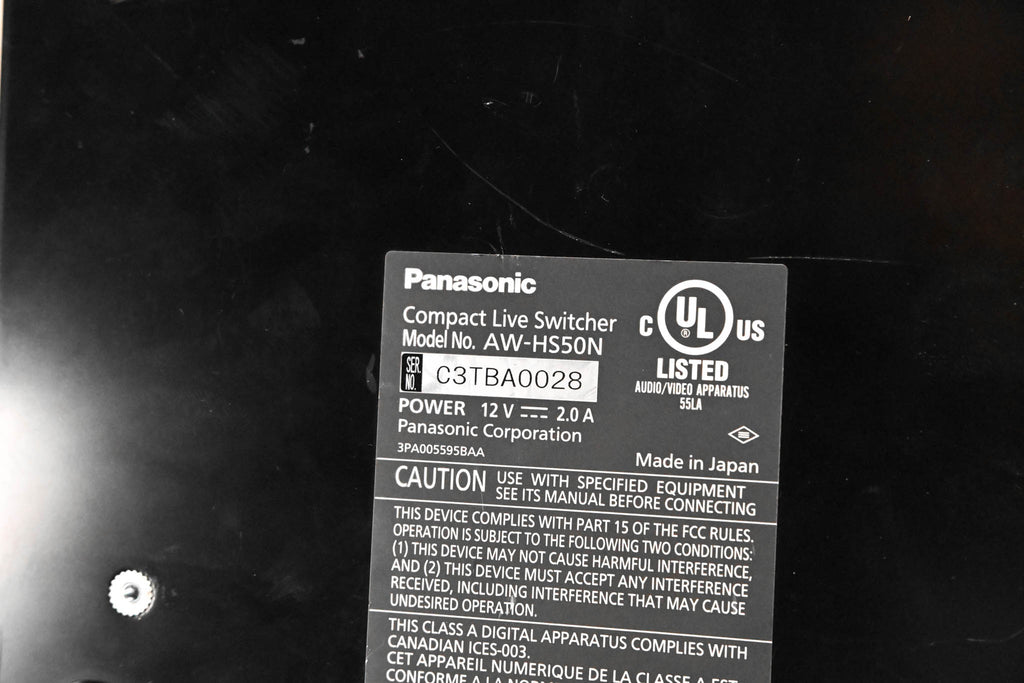 Panasonic
Compact Live Switcher
Model No. AW-HS50N
SER. NO. C3TBA0028
POWER 12 V 2.0 A
Panasonic Corporation
3PA005595BAA
C UL US
®
LISTED
AUDIO/VIDEO APPARATUS
55LA
Made in Japan
CAUTION USE WITH SPECIFIED EQUIPMENT
SEE ITS MANUAL BEFORE CONNECTING
THIS DEVICE COMPLIES WITH PART 15 OF THE FCC RULES.
OPERATION IS SUBJECT TO THE FOLLOWING TWO CONDITIONS:
(1) THIS DEVICE MAY NOT CAUSE HARMFUL INTERFERENCE,
AND (2) THIS DEVICE MUST ACCEPT ANY INTERFERENCE
RECEIVED, INCLUDING INTERFERENCE THAT MAY CAUSE
UNDESIRED OPERATION.
THIS CLASS A DIGITAL APPARATUS COMPLIES WITH
CANADIAN ICES-003.
CET APPAREIL NUMERIQUE DE LA CLASSE A EST
CONFORME A LA